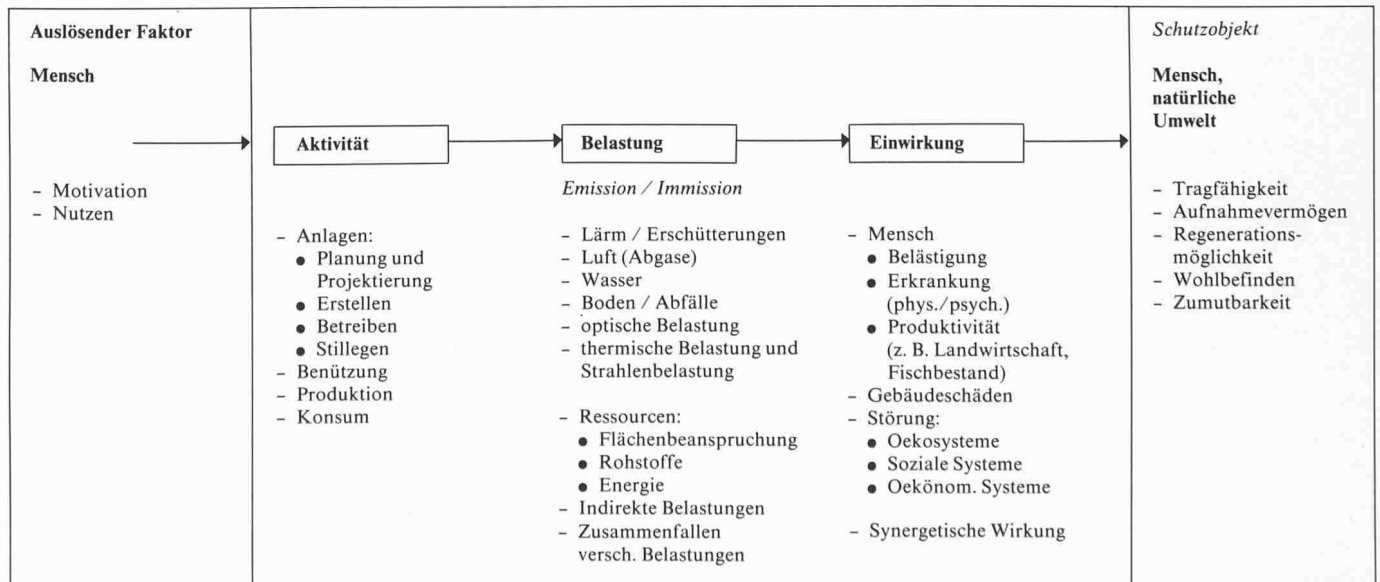 Auslösender Faktor
Mensch
– Motivation
– Nutzen
Aktivität
– Anlagen:
● Planung und
Projektierung
● Erstellen
● Betreiben
● Stillegen
– Benützung
– Produktion
– Konsum
Belastung
Emission / Immission
– Lärm / Erschütterungen
– Luft (Abgase)
– Wasser
– Boden / Abfälle
– optische Belastung
– thermische Belastung und
Strahlenbelastung
– Ressourcen:
● Flächenbeanspruchung
● Rohstoffe
● Energie
– Indirekte Belastungen
– Zusammenfallen
versch. Belastungen
Einwirkung
– Mensch
● Belästigung
● Erkrankung
(phys./psych.)
● Produktivität
(z. B. Landwirtschaft,
Fischbestand)
– Gebäudeschäden
– Störung:
● Oekosysteme
● Soziale Systeme
● Oekönom. Systeme
– Synergetische Wirkung
Schutzobjekt
Mensch,
natürliche
Umwelt
– Tragfähigkeit
– Aufnahmevermögen
– Regenerations-
möglichkeit
– Wohlbefinden
– Zumutbarkeit